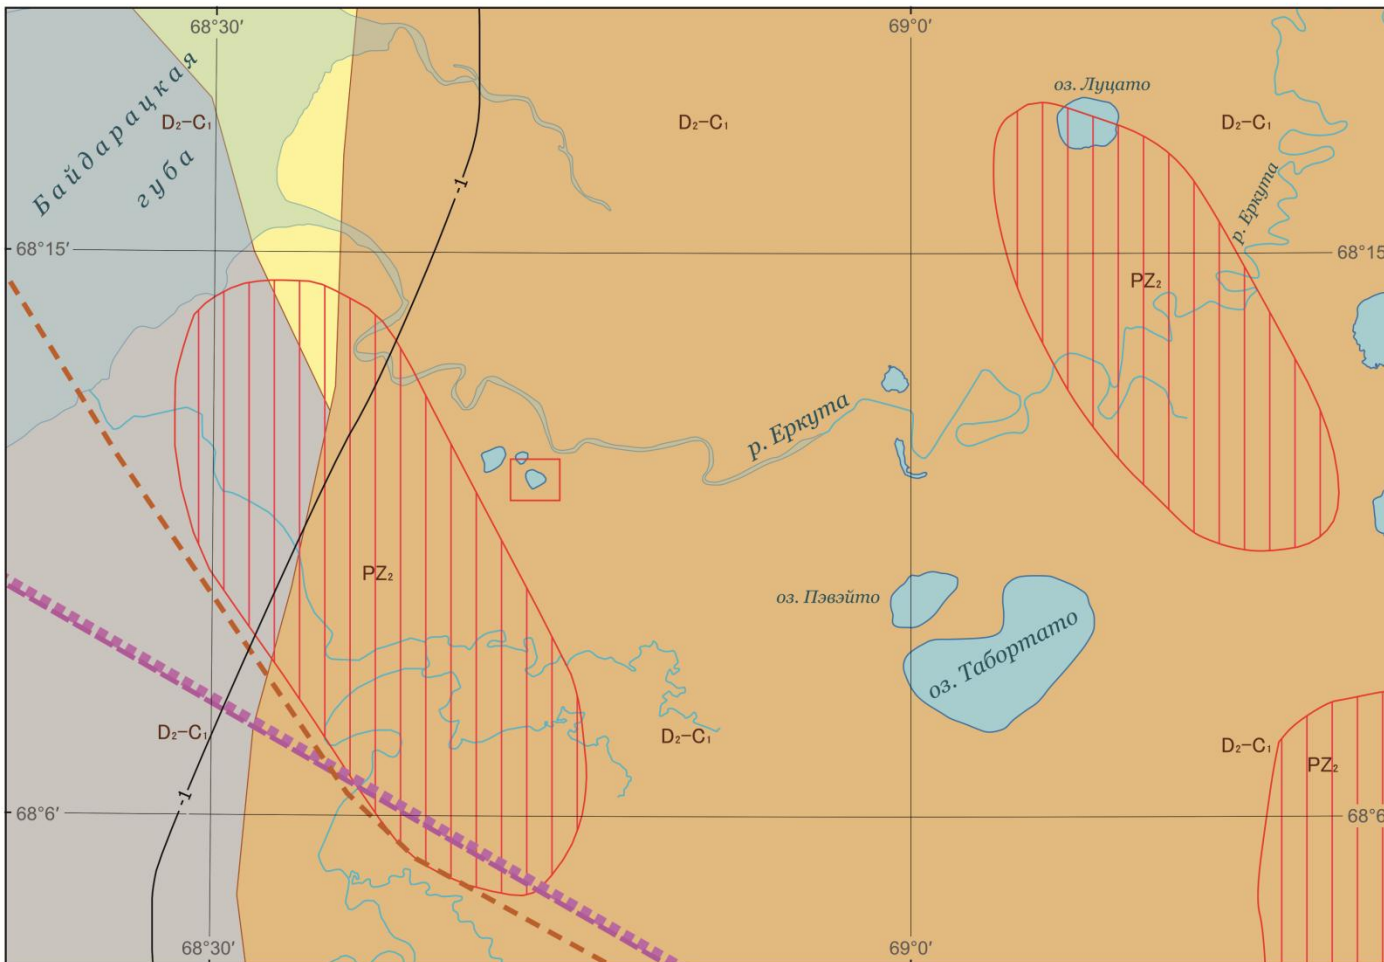 68°30′
69°0′
оз. Луцато
Байдарацкая
губа
D₂–C₁
D₂–C₁
D₂–C₁
р. Еркута
-1
68°15′
68°15
PZ₂
р. Еркута
PZ₂
оз. Пэвэйто
оз. Табортато
D₂–C₁
D₂–C₁
D₂–C₁
PZ₂
-1
68°6′
68°6
68°30′
69°0′